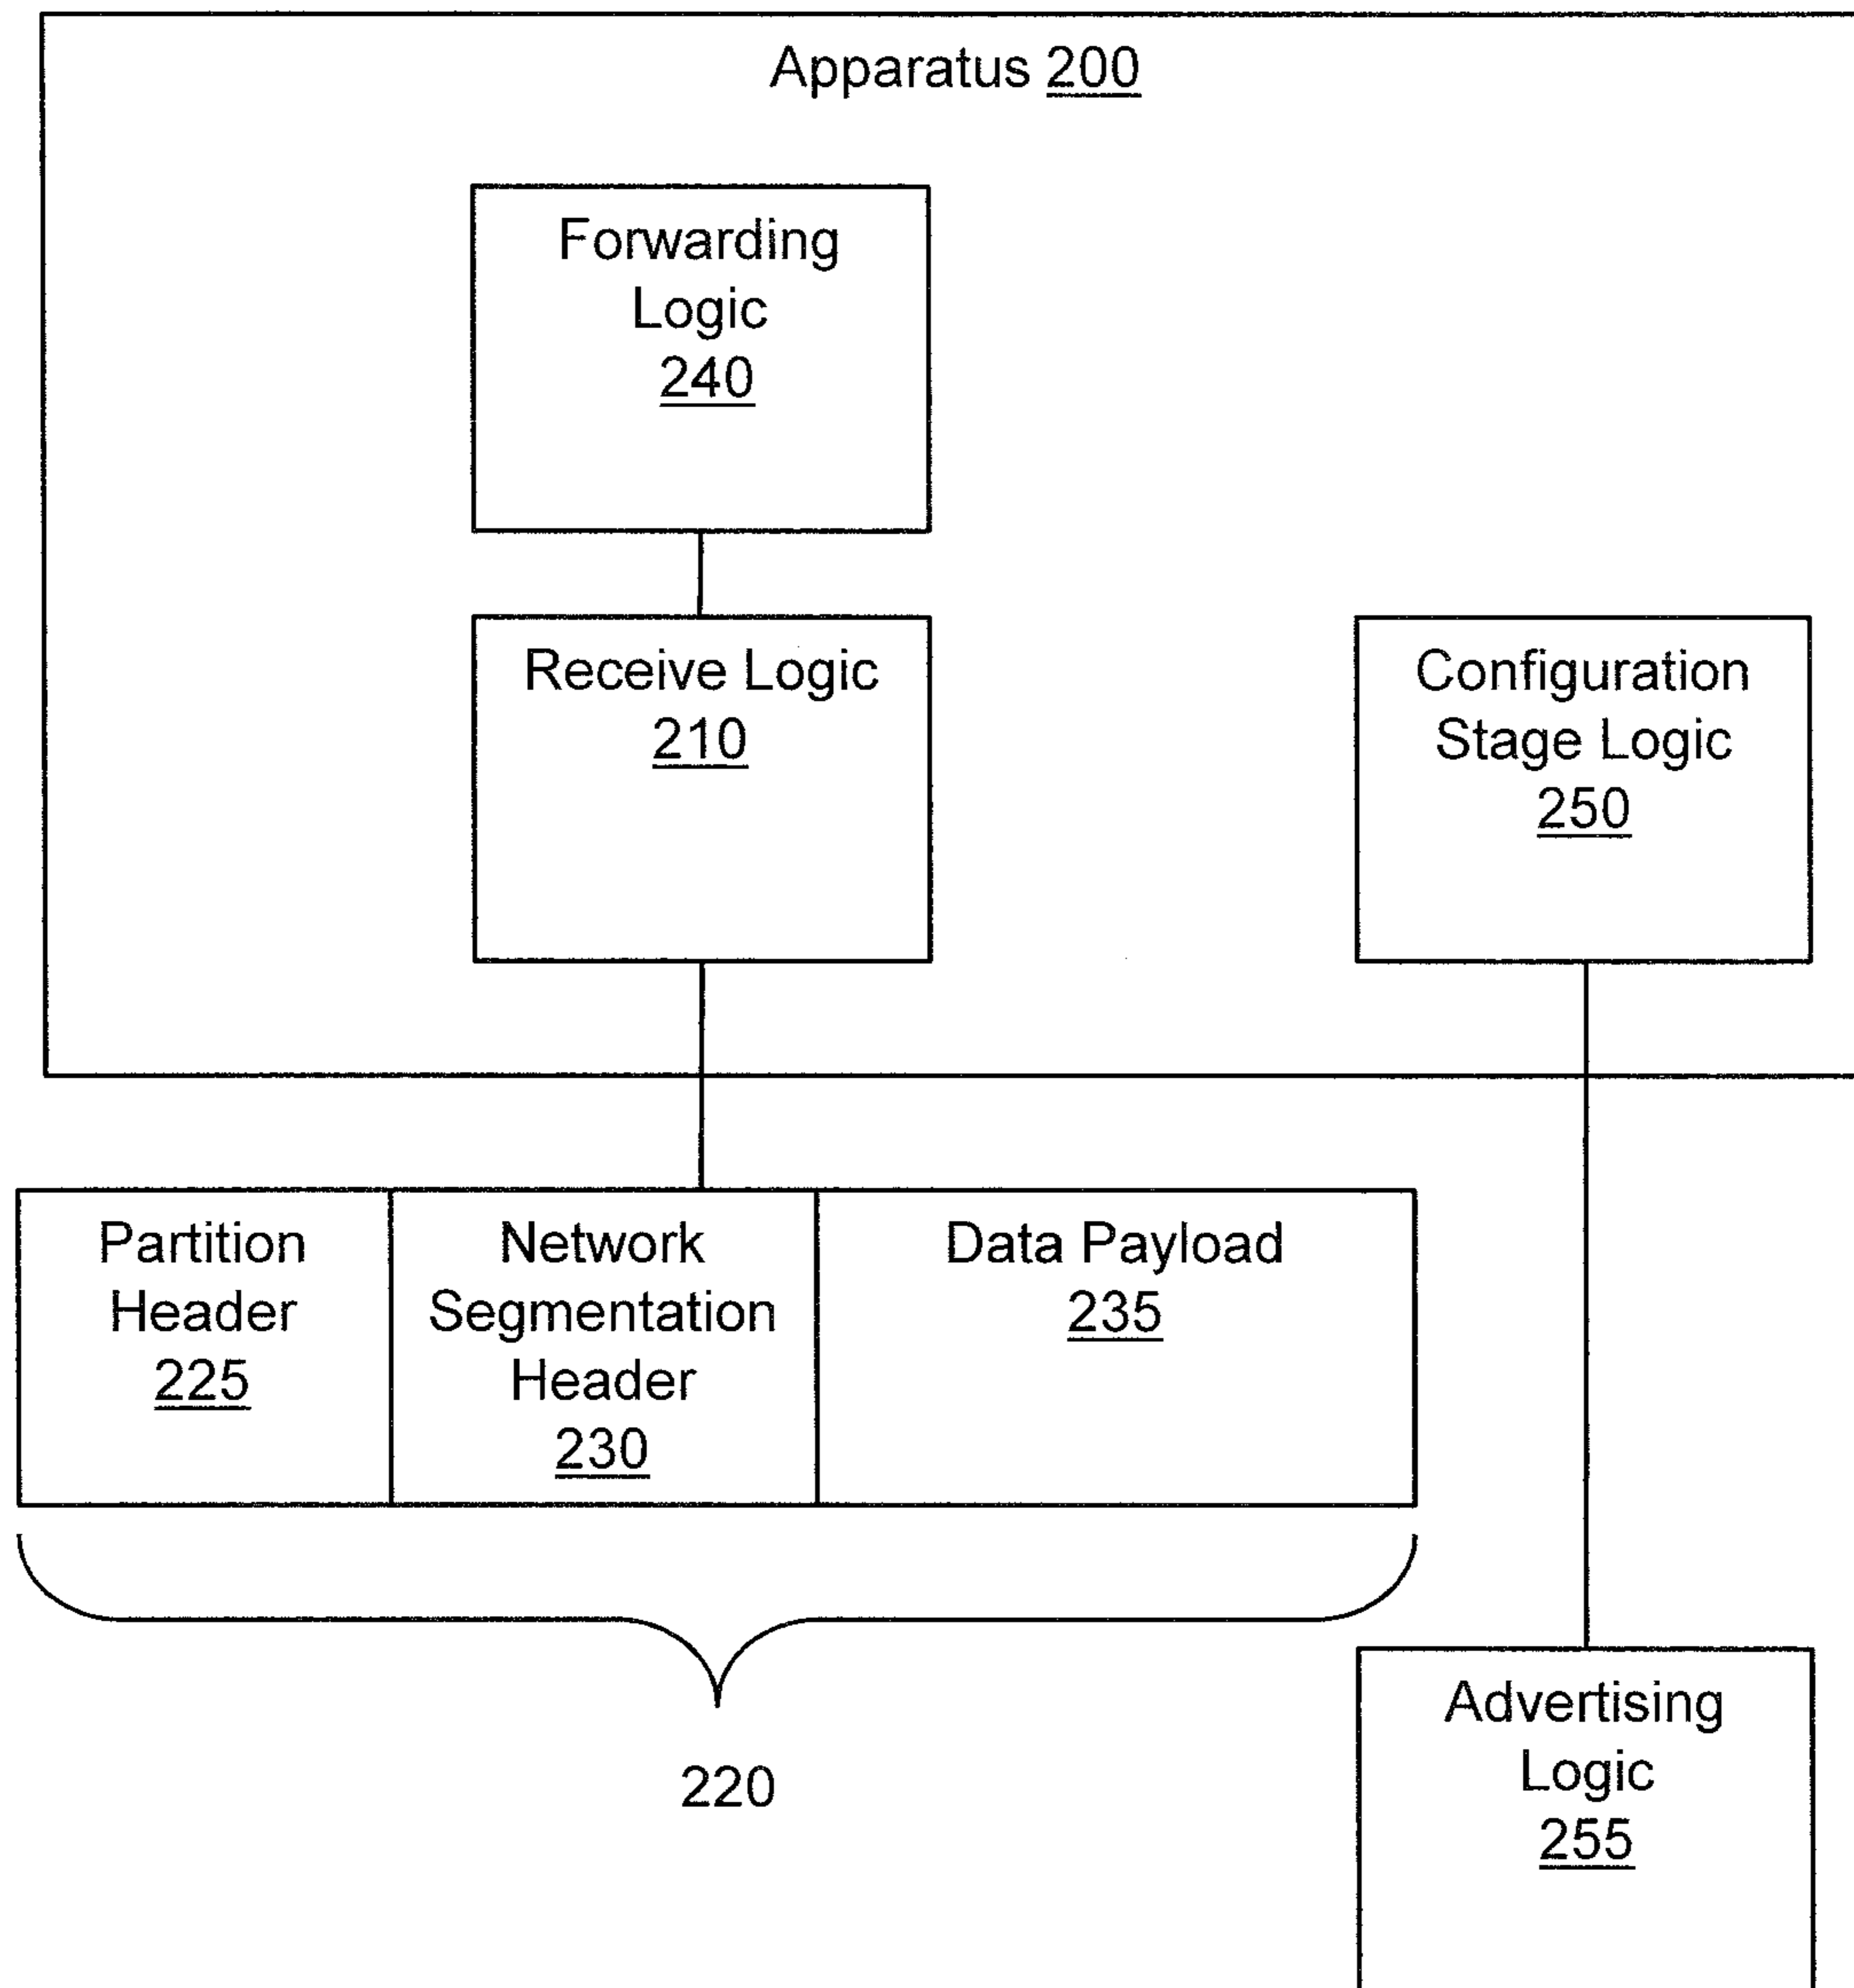 Apparatus 200
Forwarding
Logic
240
Receive Logic
210
Configuration
Stage Logic
250
Partition
Header
225
Network
Segmentation
Header
230
Data Payload
235
220
Advertising
Logic
255